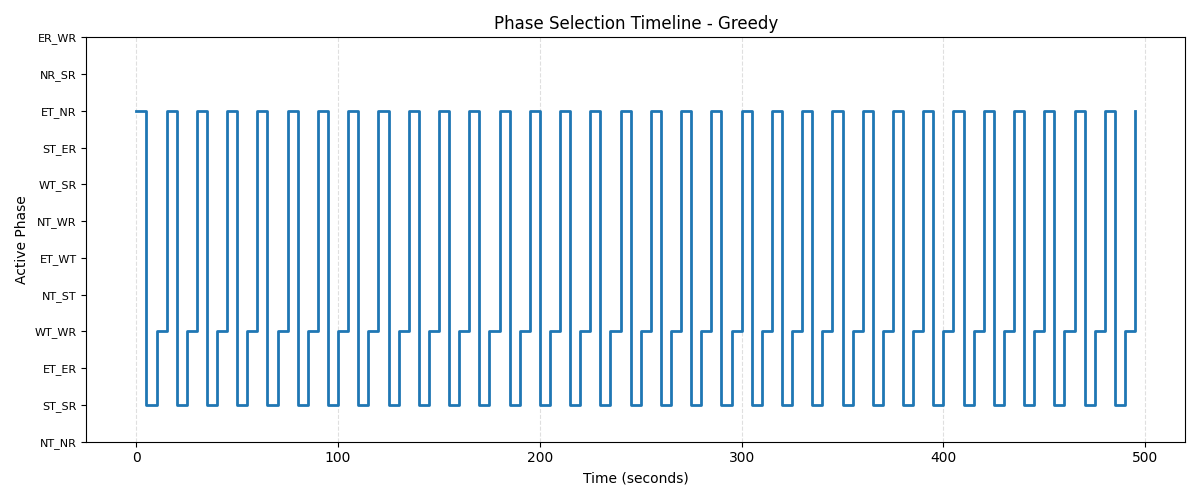 Phase Selection Timeline - Greedy
ER_WR
NR_SR
ET_NR
ST_ER
WT_SR
NT_WR
ET_WT
NT_ST
WT_WR
ET_ER
ST_SR
NT_NR
Active Phase
0 100 200 300 400 500
Time (seconds)